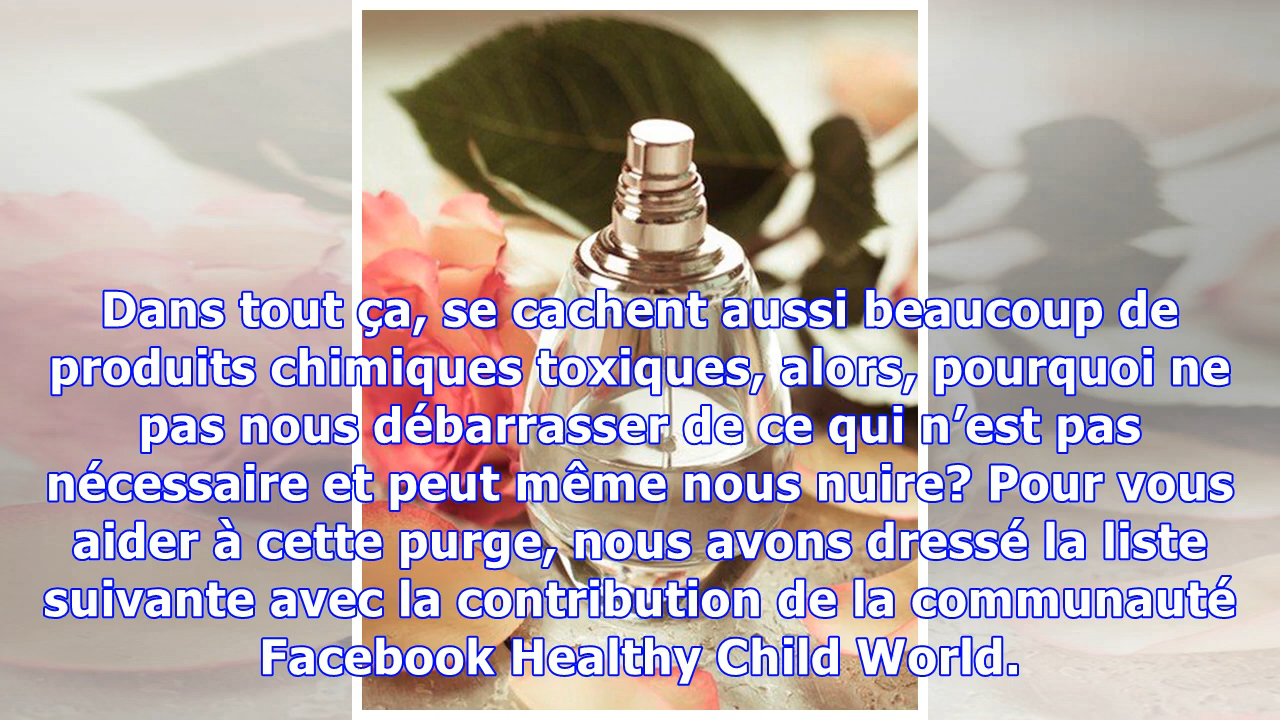 Dans tout ça, se cachent aussi beaucoup de
produits chimiques toxiques, alors, pourquoi ne
pas nous débarrasser de ce qui n’est pas
nécessaire et peut même nous nuire? Pour vous
aider à cette purge, nous avons dressé la liste
suivante avec la contribution de la communauté
Facebook Healthy Child World.